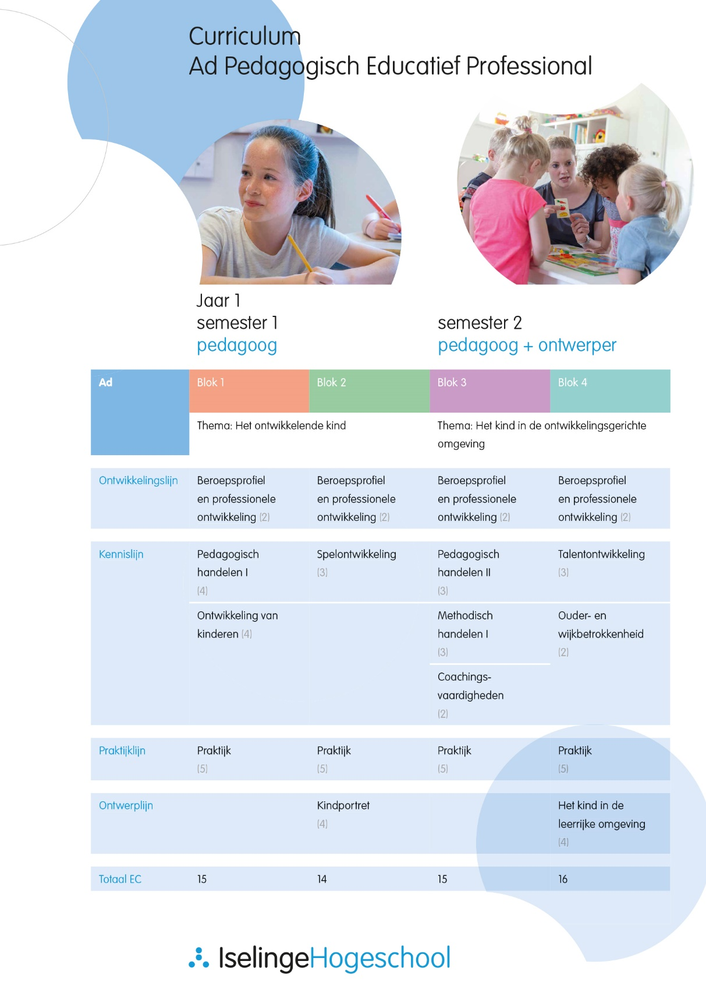 Curriculum
Ad Pedagogisch Educatief Professional
Jaar 1
semester 1
pedagoog
semester 2
pedagoog + ontwerper
Ad
Blok 1
Blok 2
Blok 3
Blok 4
Thema: Het ontwikkelende kind
Thema: Het kind in de ontwikkelingsgerichte
omgeving
Ontwikkelingslijn
Beroepsprofiel
en professionele
ontwikkeling (2)
Beroepsprofiel
en professionele
ontwikkeling (2)
Beroepsprofiel
en professionele
ontwikkeling (2)
Beroepsprofiel
en professionele
ontwikkeling (2)
Kennislijn
Pedagogisch
handelen I
(4)
Spelontwikkeling
(3)
Pedagogisch
handelen II
(3)
Talentontwikkeling
(3)
Ontwikkeling van
kinderen (4)
Methodisch
handelen I
(3)
Ouder- en
wijkbetrokkenheid
(2)
Coachings-
vaardigheden
(2)
Praktijklijn
Praktijk
(5)
Praktijk
(5)
Praktijk
(5)
Praktijk
(5)
Ontwerplijn
Kindportret
(4)
Het kind in de
leerrijke omgeving
(4)
Totaal EC
15
14
15
16
IselingeHogeschool